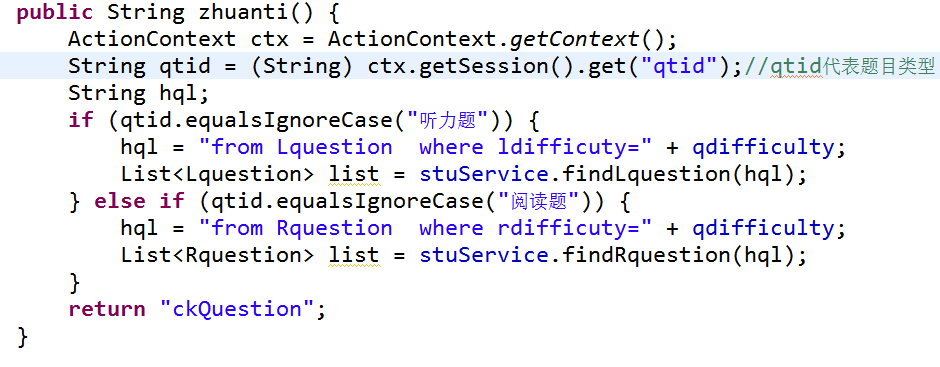 public String zhuanti() {
ActionContext ctx = ActionContext.getContext();
String qtid = (String) ctx.getSession().get("qtid");//qtid代表题目类型
String hql;
if (qtid.equalsIgnoreCase("听力题")) {
hql = "from Lquestion  where ldifficuty=" + qdifficulty;
List<Lquestion> list = stuService.findLquestion(hql);
} else if (qtid.equalsIgnoreCase("阅读题")) {
hql = "from Rquestion  where rdifficuty=" + qdifficulty;
List<Rquestion> list = stuService.findRquestion(hql);
}
return "ckQuestion";
}